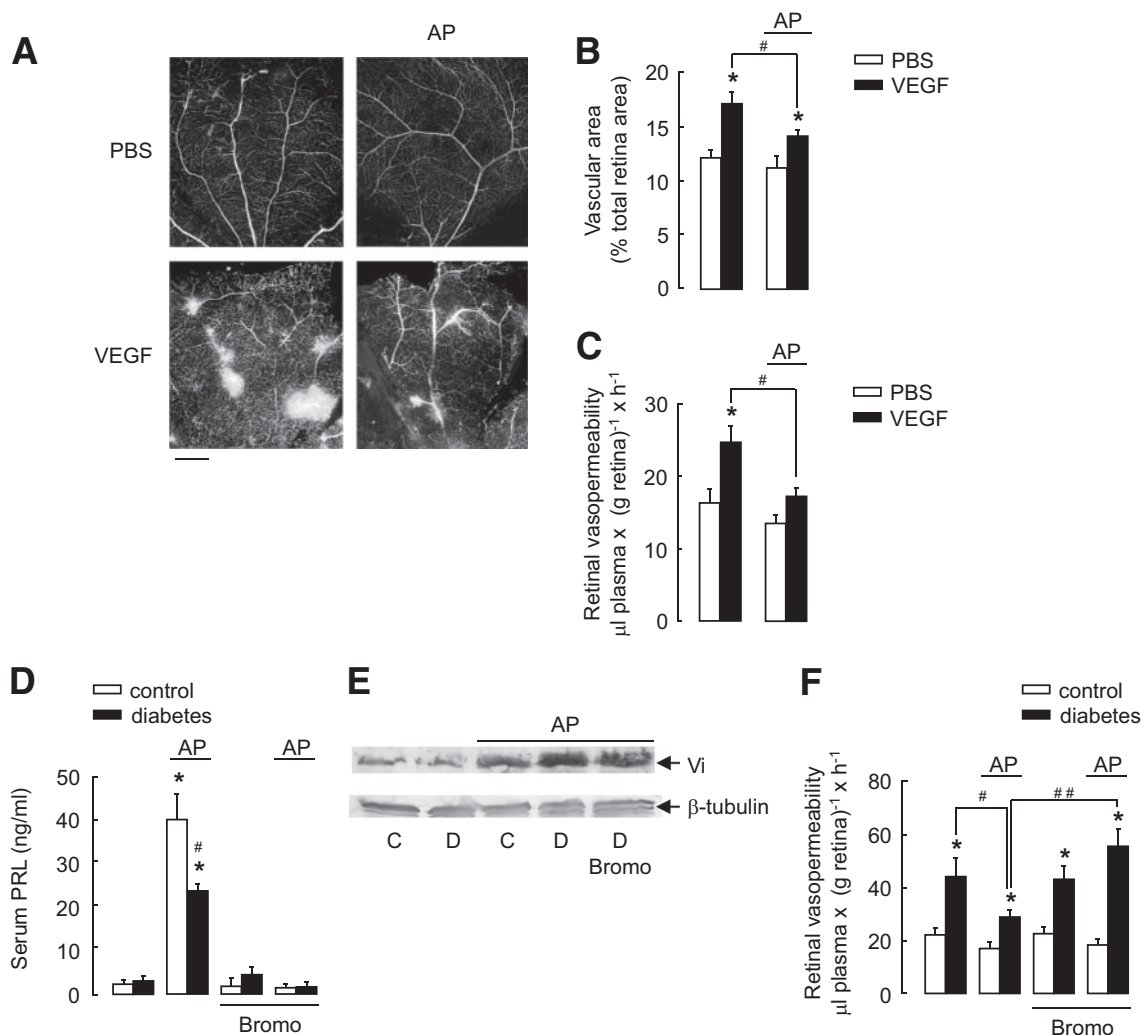 A
AP
PBS
VEGF
B
AP
#
PBS
VEGF
* *
20
15
10
5
0
Vascular area
(% total retina area)
C
AP
#
PBS
VEGF
*
30
20
10
0
Retinal vasopermeability
µl plasma x (g retina)⁻¹ x h⁻¹
D
control
diabetes
AP AP
* # *
50
40
30
20
10
0
Serum PRL (ng/ml)
Bromo
E
AP
Vi
β-tubulin
C D C D D
Bromo
F
control
diabetes
AP AP
# ##
* * * *
80
60
40
20
0
Retinal vasopermeability
µl plasma x (g retina)⁻¹ x h⁻¹
Bromo